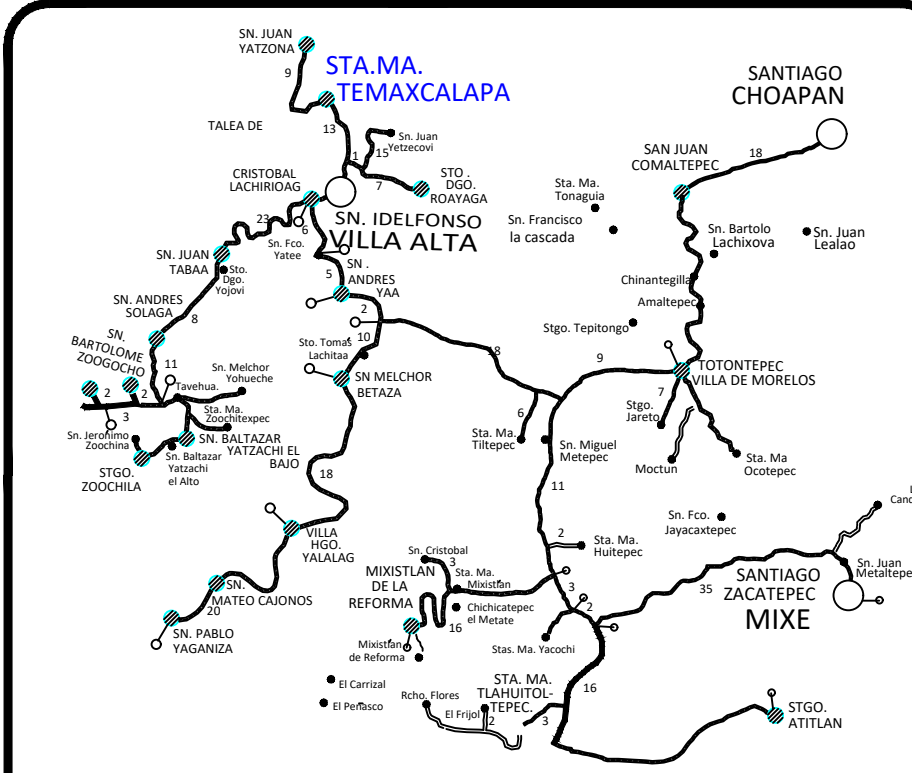 SN. JUAN
YATZONA
9
STA.MA.
TEMAXCALAPA
TALEA DE
13
1
15
Sn. Juan
Yetzecovi
7
STO .
DGO.
ROAYAGA
SANTIAGO
CHOAPAN
18
SAN JUAN
COMALTEPEC
CRISTOBAL
LACHIRIOAG
23
6
Sn. Fco.
Yatee
SN. IDELFONSO
VILLA ALTA
Sta. Ma.
Tonaguia
Sn. Francisco
la cascada
Sn. Bartolo
Lachixova
Sn. Juan
Lealao
SN. JUAN
TABAA
Sto.
Dgo.
Yojovi
5
SN .
ANDRES
YAA
Chinantegilla
Amaltepec
SN. ANDRES
SOLAGA
8
2
10
Sto. Tomas
Lachitaa
18
Stgo. Tepitongo
SN.
BARTOLOME
ZOOGOCHO
11
Sn. Melchor
Yohueche
SN MELCHOR
BETAZA
9
TOTONTEPEC
VILLA DE MORELOS
2
2
3
Tavehua.
Sta. Ma.
Zoochitexpec
6
Sta. Ma.
Tiltepec
7
Stgo.
Jareto
Sn. Jeronimo
Zoochina
SN. BALTAZAR
YATZACHI EL
BAJO
Sn. Baltazar
Yatzachi
el Alto
STGO.
ZOOCHILA
Sn. Miguel
Metepec
Moctun
Sta. Ma
Ocotepec
18
11
L
Canc
VILLA
HGO.
YALALAG
2
Sta. Ma.
Huitepec
Sn. Fco.
Jayacaxtepec
Sn. Cristobal
3
MIXISTLAN
DE LA
REFORMA
Sta. Ma.
Mixistlan
3
35
SANTIAGO
ZACATEPEC
MIXE
Sn. Juan
Metaltepec
SN.
MATEO CAJONOS
20
Chichicatepec
el Metate
16
2
SN. PABLO
YAGANIZA
Mixistlan
de Reforma
Stas. Ma. Yacochi
El Carrizal
El Penasco
Rcho. Flores
El Frijol
2
STA. MA.
TLAHUITOL-
TEPEC.
3
16
STGO.
ATITLAN